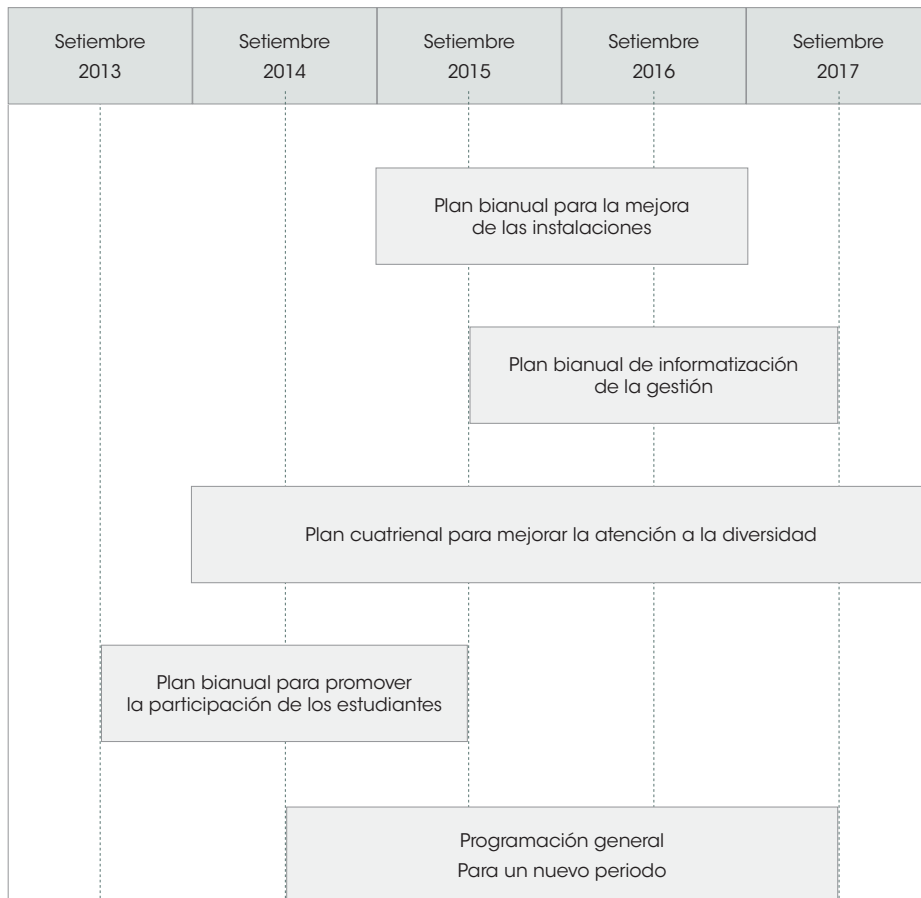 Setiembre
2013
Setiembre
2014
Setiembre
2015
Setiembre
2016
Setiembre
2017
Plan bianual para la mejora
de las instalaciones
Plan bianual de informatización
de la gestión
Plan cuatrienal para mejorar la atención a la diversidad
Plan bianual para promover
la participación de los estudiantes
Programación general
Para un nuevo periodo